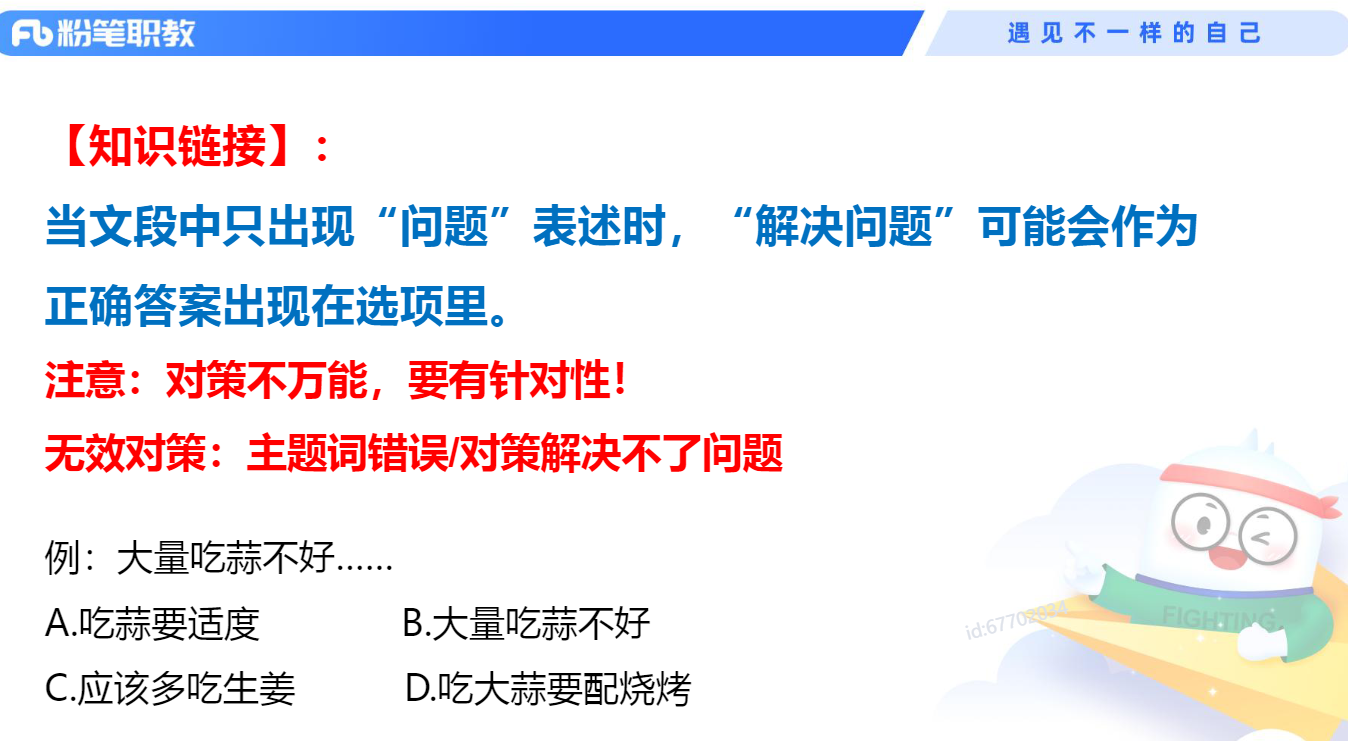 粉笔职教
遇见不一样的自己
【知识链接】：
当文段中只出现“问题”表述时，“解决问题”可能会作为
正确答案出现在选项里。
注意：对策不万能，要有针对性！
无效对策：主题词错误/对策解决不了问题
例：大量吃蒜不好……
A.吃蒜要适度 B.大量吃蒜不好
C.应该多吃生姜 D.吃大蒜要配烧烤
FIGHTING.